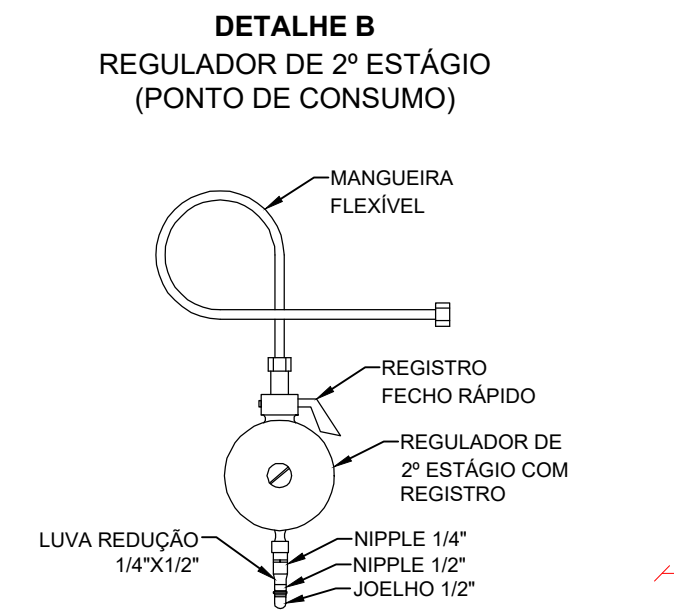 DETALHE B
REGULADOR DE 2º ESTÁGIO
(PONTO DE CONSUMO)
MANGUEIRA
FLEXÍVEL
REGISTRO
FECHO RÁPIDO
REGULADOR DE
2º ESTÁGIO COM
REGISTRO
LUVA REDUÇÃO
1/4"X1/2"
NIPPLE 1/4"
NIPPLE 1/2"
JOELHO 1/2"